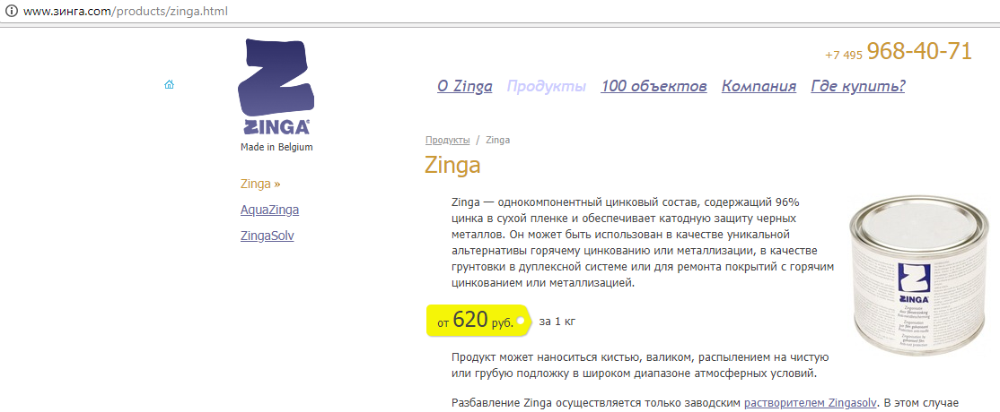 www.зинга.com/products/zinga.html
+7 495 968-40-71
О Zinga Продукты 100 объектов Компания Где купить?
ZINGA®
Made in Belgium
Продукты / Zinga
Zinga
Zinga »
AquaZinga
ZingaSolv
Zinga — однокомпонентный цинковый состав, содержащий 96%
цинка в сухой пленке и обеспечивает катодную защиту черных
металлов. Он может быть использован в качестве уникальной
альтернативы горячему цинкованию или метализации, в качестве
грунтовки в дуплексной системе или для ремонта покрытий с горячим
цинкованием или метализацией.
ZINGA
от 620 руб. за 1 кг
Продукт может наноситься кистью, валиком, распылением на чистую
или грубую подложку в широком диапазоне атмосферных условий.
Разбавление Zinga осуществляется только заводским растворителем Zingasolv. В этом случае